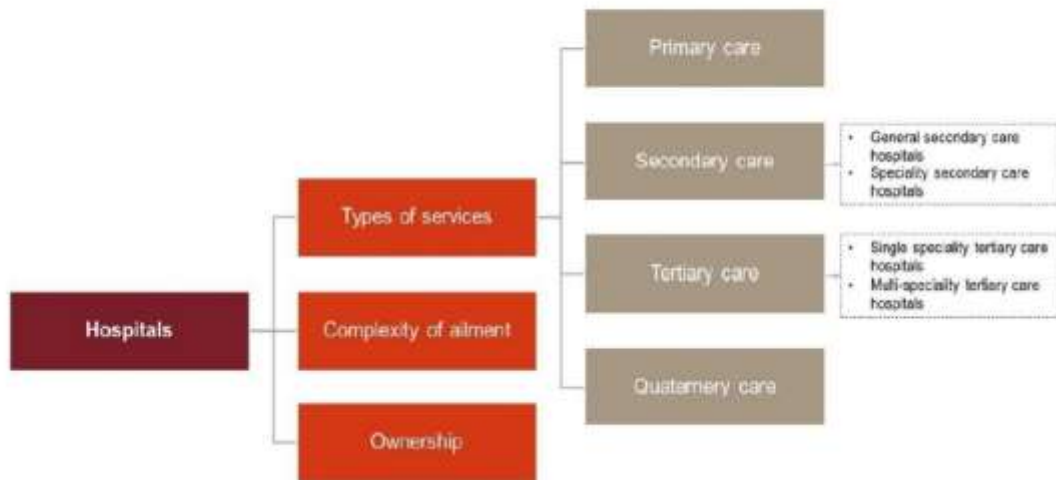 Primary care
Secondary care
• General secondary care
hospitals
• Speciality secondary care
hospitals
Types of services
Tertiary care
• Single speciality tertiary care
hospitals
• Multi-speciality tertiary care
hospitals
Hospitals
Complexity of ailment
Quaternery care
Ownership